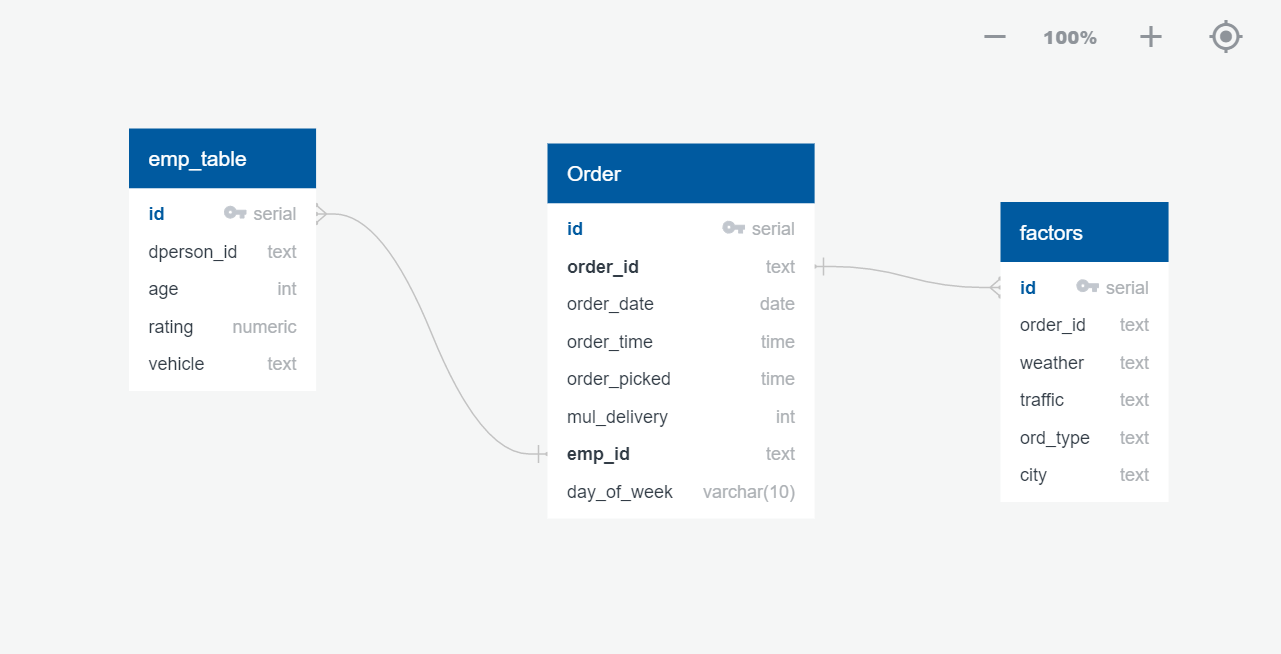 100%
emp_table
id serial
dperson_id text
age int
rating numeric
vehicle text
Order
id serial
order_id text
order_date date
order_time time
order_picked time
mul_delivery int
emp_id text
day_of_week varchar(10)
factors
id serial
order_id text
weather text
traffic text
ord_type text
city text